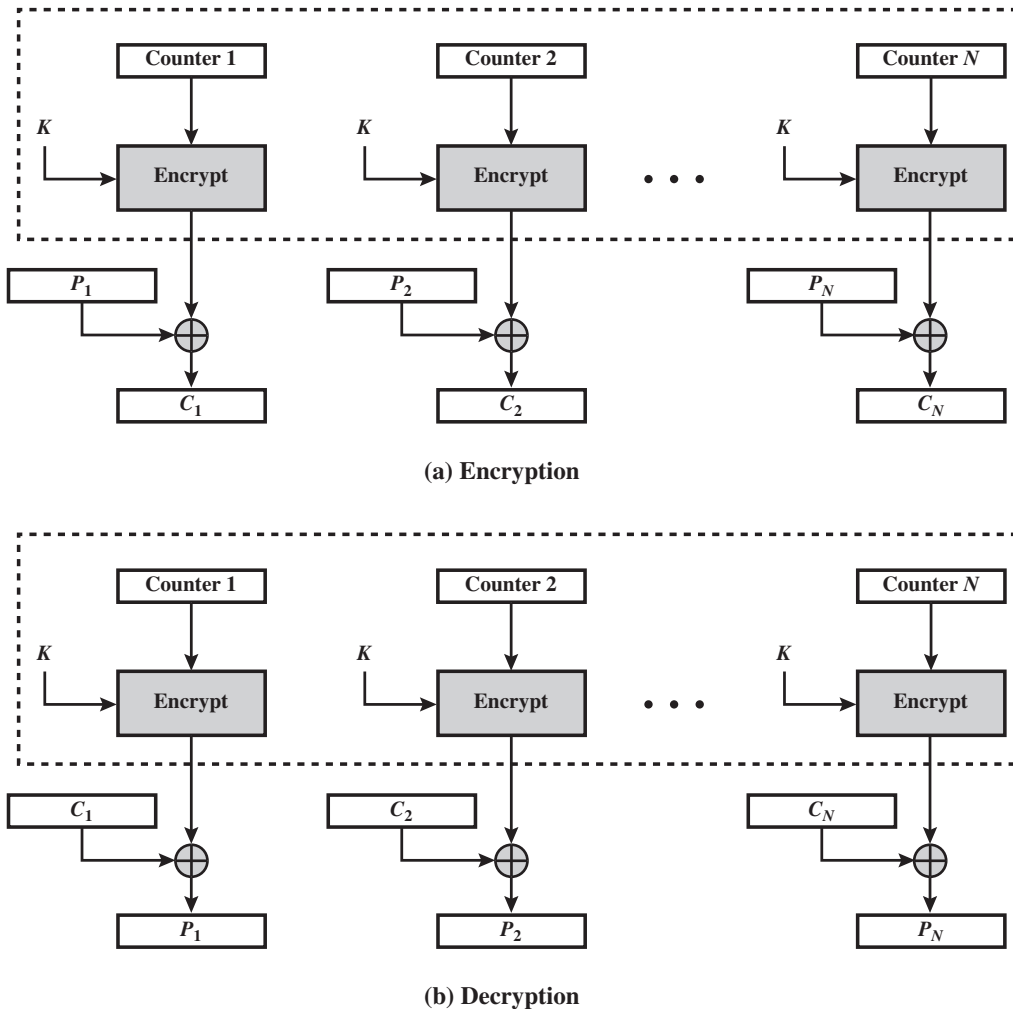 Counter 1 Counter 2 Counter N
K K K
Encrypt Encrypt • • • Encrypt
P1 P2 PN
C1 C2 CN
(a) Encryption
Counter 1 Counter 2 Counter N
K K K
Encrypt Encrypt • • • Encrypt
C1 C2 CN
P1 P2 PN
(b) Decryption